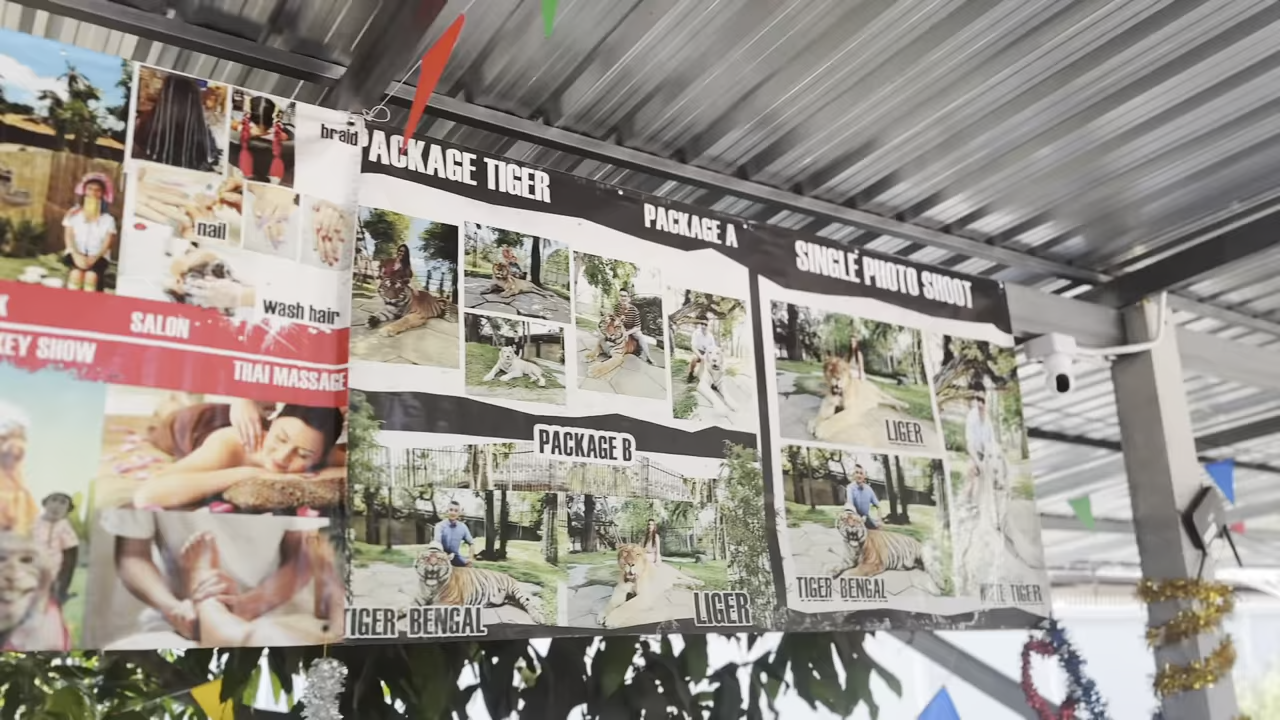 braid
nail
wash hair
SALON
KEY SHOW
THAI MASSAGE
PACKAGE TIGER
PACKAGE A
PACKAGE B
TIGER BENGAL
LIGER
SINGLE PHOTO SHOOT
LIGER
TIGER BENGAL
WHITE TIGER